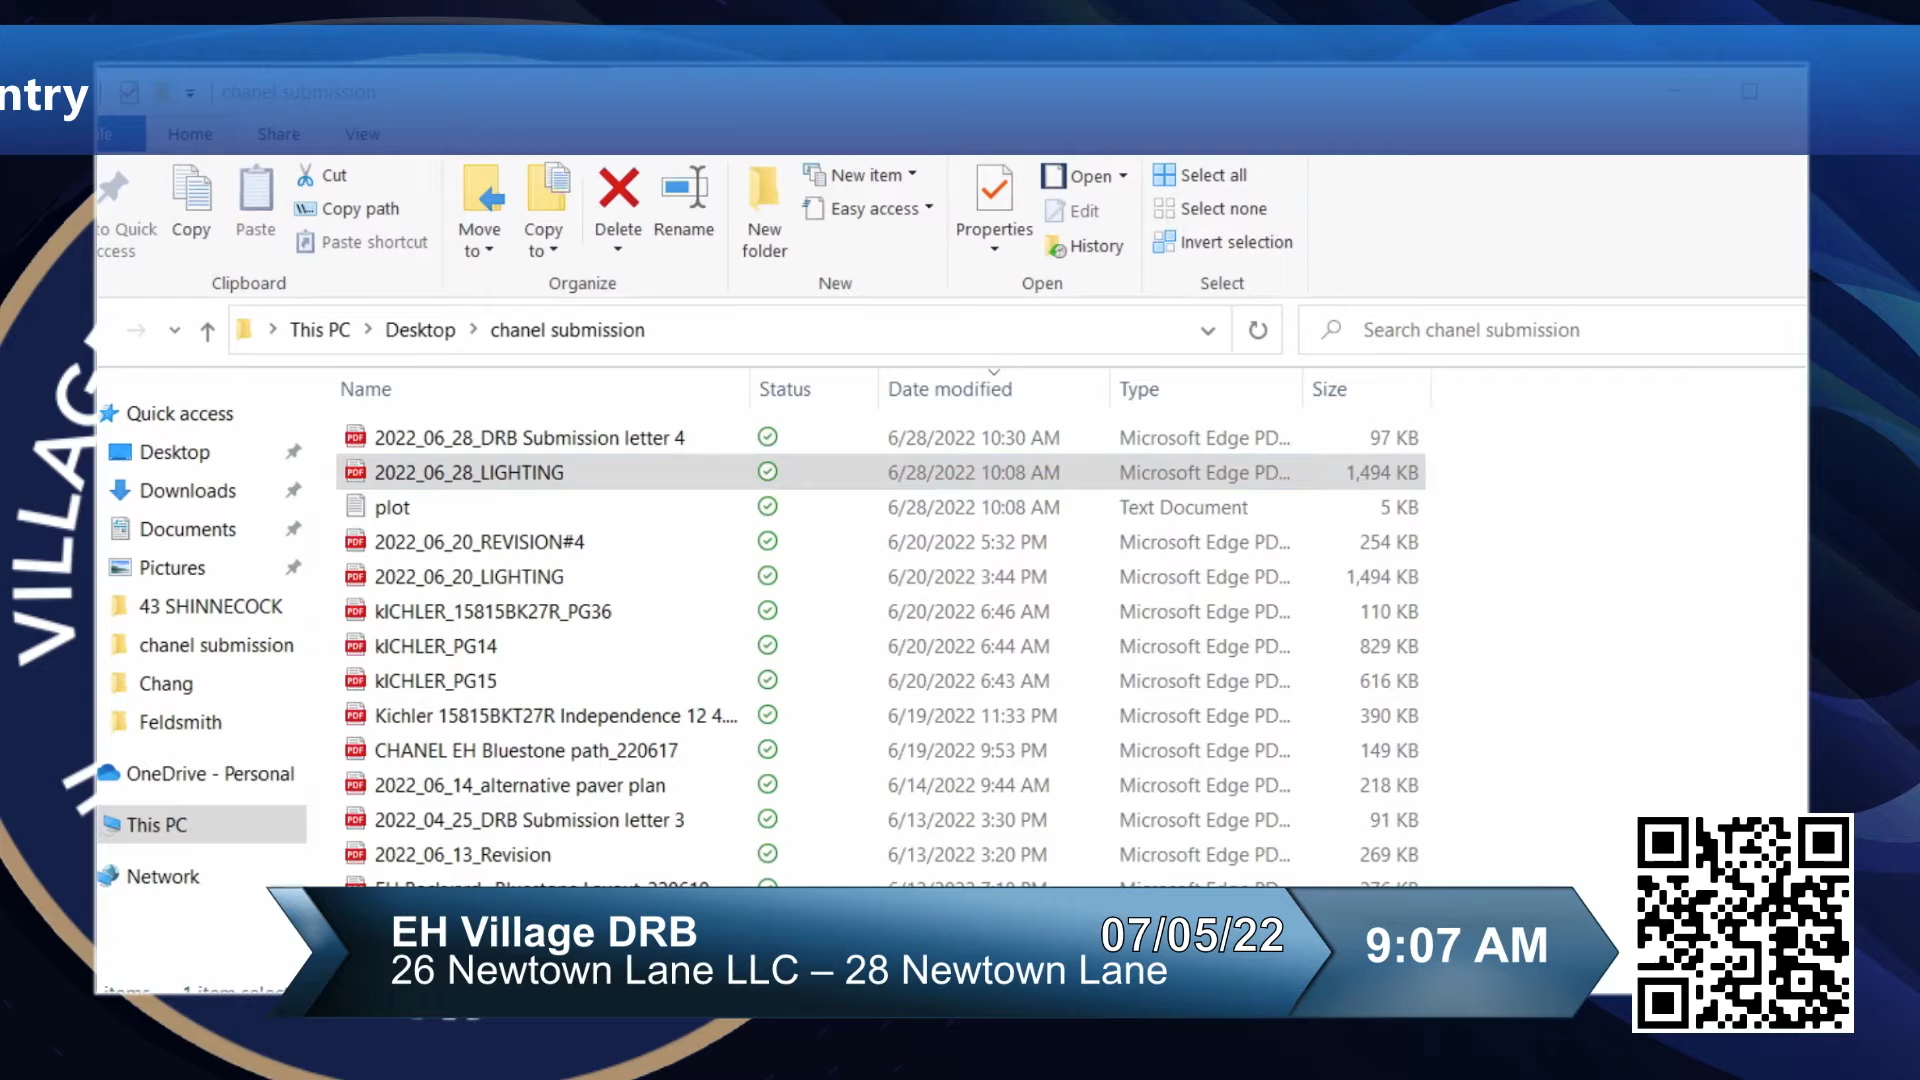 ntry
chanel submission
Home Share View
to Quick
Copy
Paste
Cut
Copy path
Paste shortcut
Clipboard
Move
to
Copy
to
Delete
Rename
Organize
New
folder
New item
Easy access
New
Properties
Open
Edit
History
Open
Select all
Select none
Invert selection
Select
This PC > Desktop > chanel submission
Search chanel submission
Name Status Date modified Type Size
Quick access
Desktop
Downloads
Documents
Pictures
43 SHINNECOCK
chanel submission
Chang
Feldsmith
OneDrive - Personal
This PC
Network
2022_06_28_DRB Submission letter 4 6/28/2022 10:30 AM Microsoft Edge PD... 97 KB
2022_06_28_LIGHTING 6/28/2022 10:08 AM Microsoft Edge PD... 1,494 KB
plot 6/28/2022 10:08 AM Text Document 5 KB
2022_06_20_REVISION#4 6/20/2022 5:32 PM Microsoft Edge PD... 254 KB
2022_06_20_LIGHTING 6/20/2022 3:44 PM Microsoft Edge PD... 1,494 KB
kICHLER_15815BK27R_PG36 6/20/2022 6:46 AM Microsoft Edge PD... 110 KB
kICHLER_PG14 6/20/2022 6:44 AM Microsoft Edge PD... 829 KB
kICHLER_PG15 6/20/2022 6:43 AM Microsoft Edge PD... 616 KB
Kichler 15815BKT27R Independence 12 4.... 6/19/2022 11:33 PM Microsoft Edge PD... 390 KB
CHANEL EH Bluestone path_220617 6/19/2022 9:53 PM Microsoft Edge PD... 149 KB
2022_06_14_alternative paver plan 6/14/2022 9:44 AM Microsoft Edge PD... 218 KB
2022_04_25_DRB Submission letter 3 6/13/2022 3:30 PM Microsoft Edge PD... 91 KB
2022_06_13_Revision 6/13/2022 3:20 PM Microsoft Edge PD... 269 KB
VILLAG
EH Village DRB 07/05/22
26 Newtown Lane LLC – 28 Newtown Lane
9:07 AM